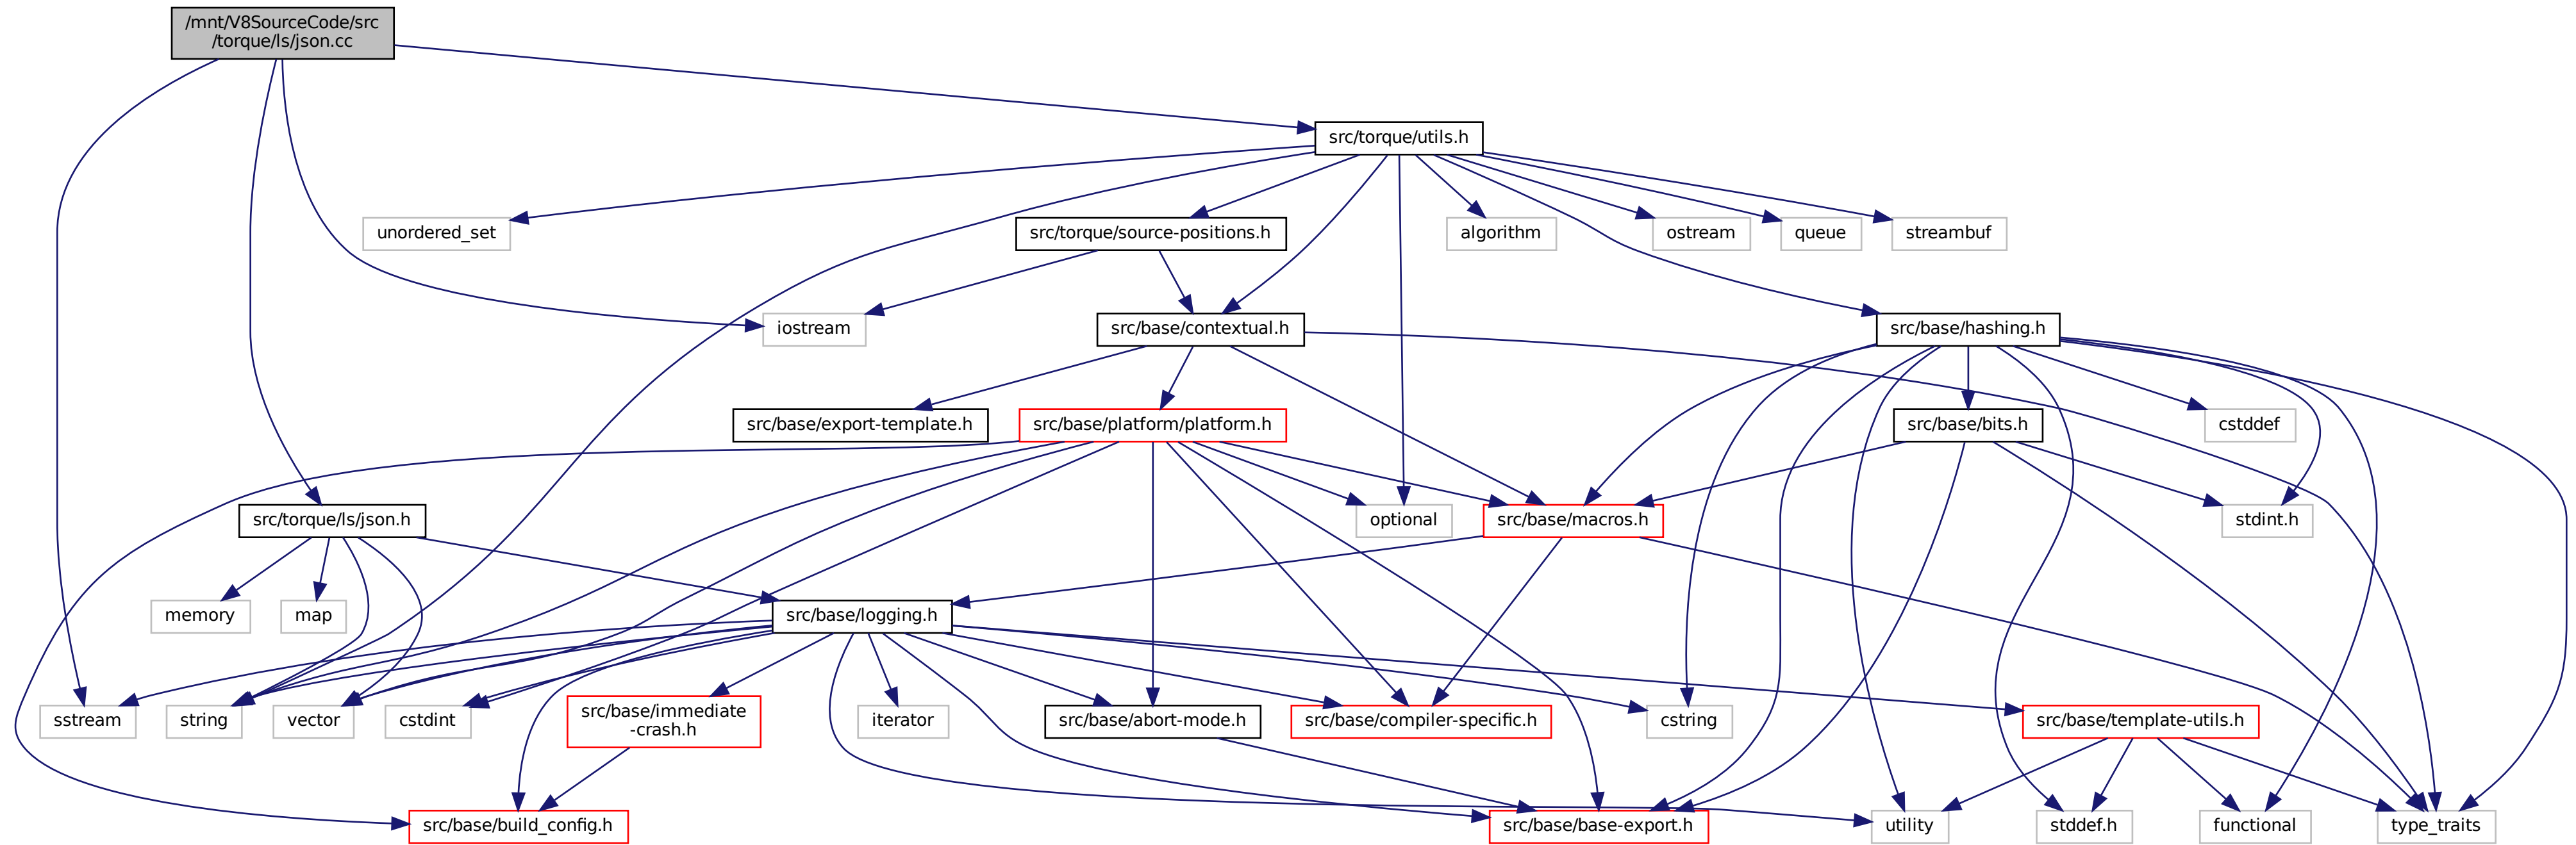 /mnt/V8SourceCode/src
/torque/ls/json.cc
src/torque/utils.h
unordered_set
src/torque/source-positions.h
algorithm
ostream
queue
streambuf
iostream
src/base/contextual.h
src/base/hashing.h
src/base/export-template.h
src/base/platform/platform.h
src/base/bits.h
cstddef
src/torque/ls/json.h
optional
src/base/macros.h
stdint.h
memory
map
src/base/logging.h
sstream
string
vector
cstdint
src/base/immediate
-crash.h
iterator
src/base/abort-mode.h
src/base/compiler-specific.h
cstring
src/base/template-utils.h
src/base/build_config.h
src/base/base-export.h
utility
stddef.h
functional
type_traits